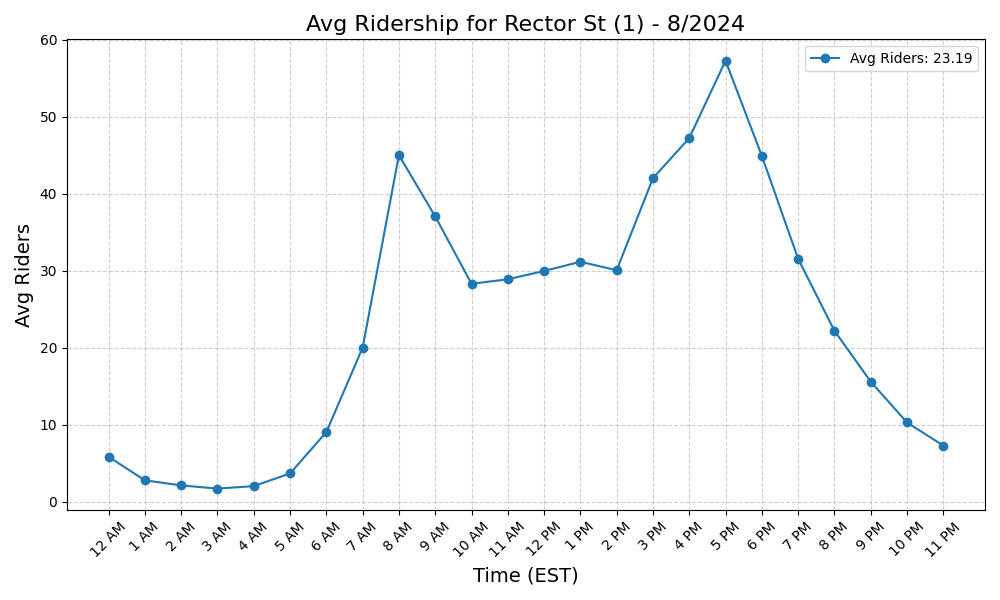 Avg Ridership for Rector St (1) - 8/2024
Avg Riders: 23.19
Avg Riders
60
50
40
30
20
10
0
12 AM
1 AM
2 AM
3 AM
4 AM
5 AM
6 AM
7 AM
8 AM
9 AM
10 AM
11 AM
12 PM
1 PM
2 PM
3 PM
4 PM
5 PM
6 PM
7 PM
8 PM
9 PM
10 PM
11 PM
Time (EST)